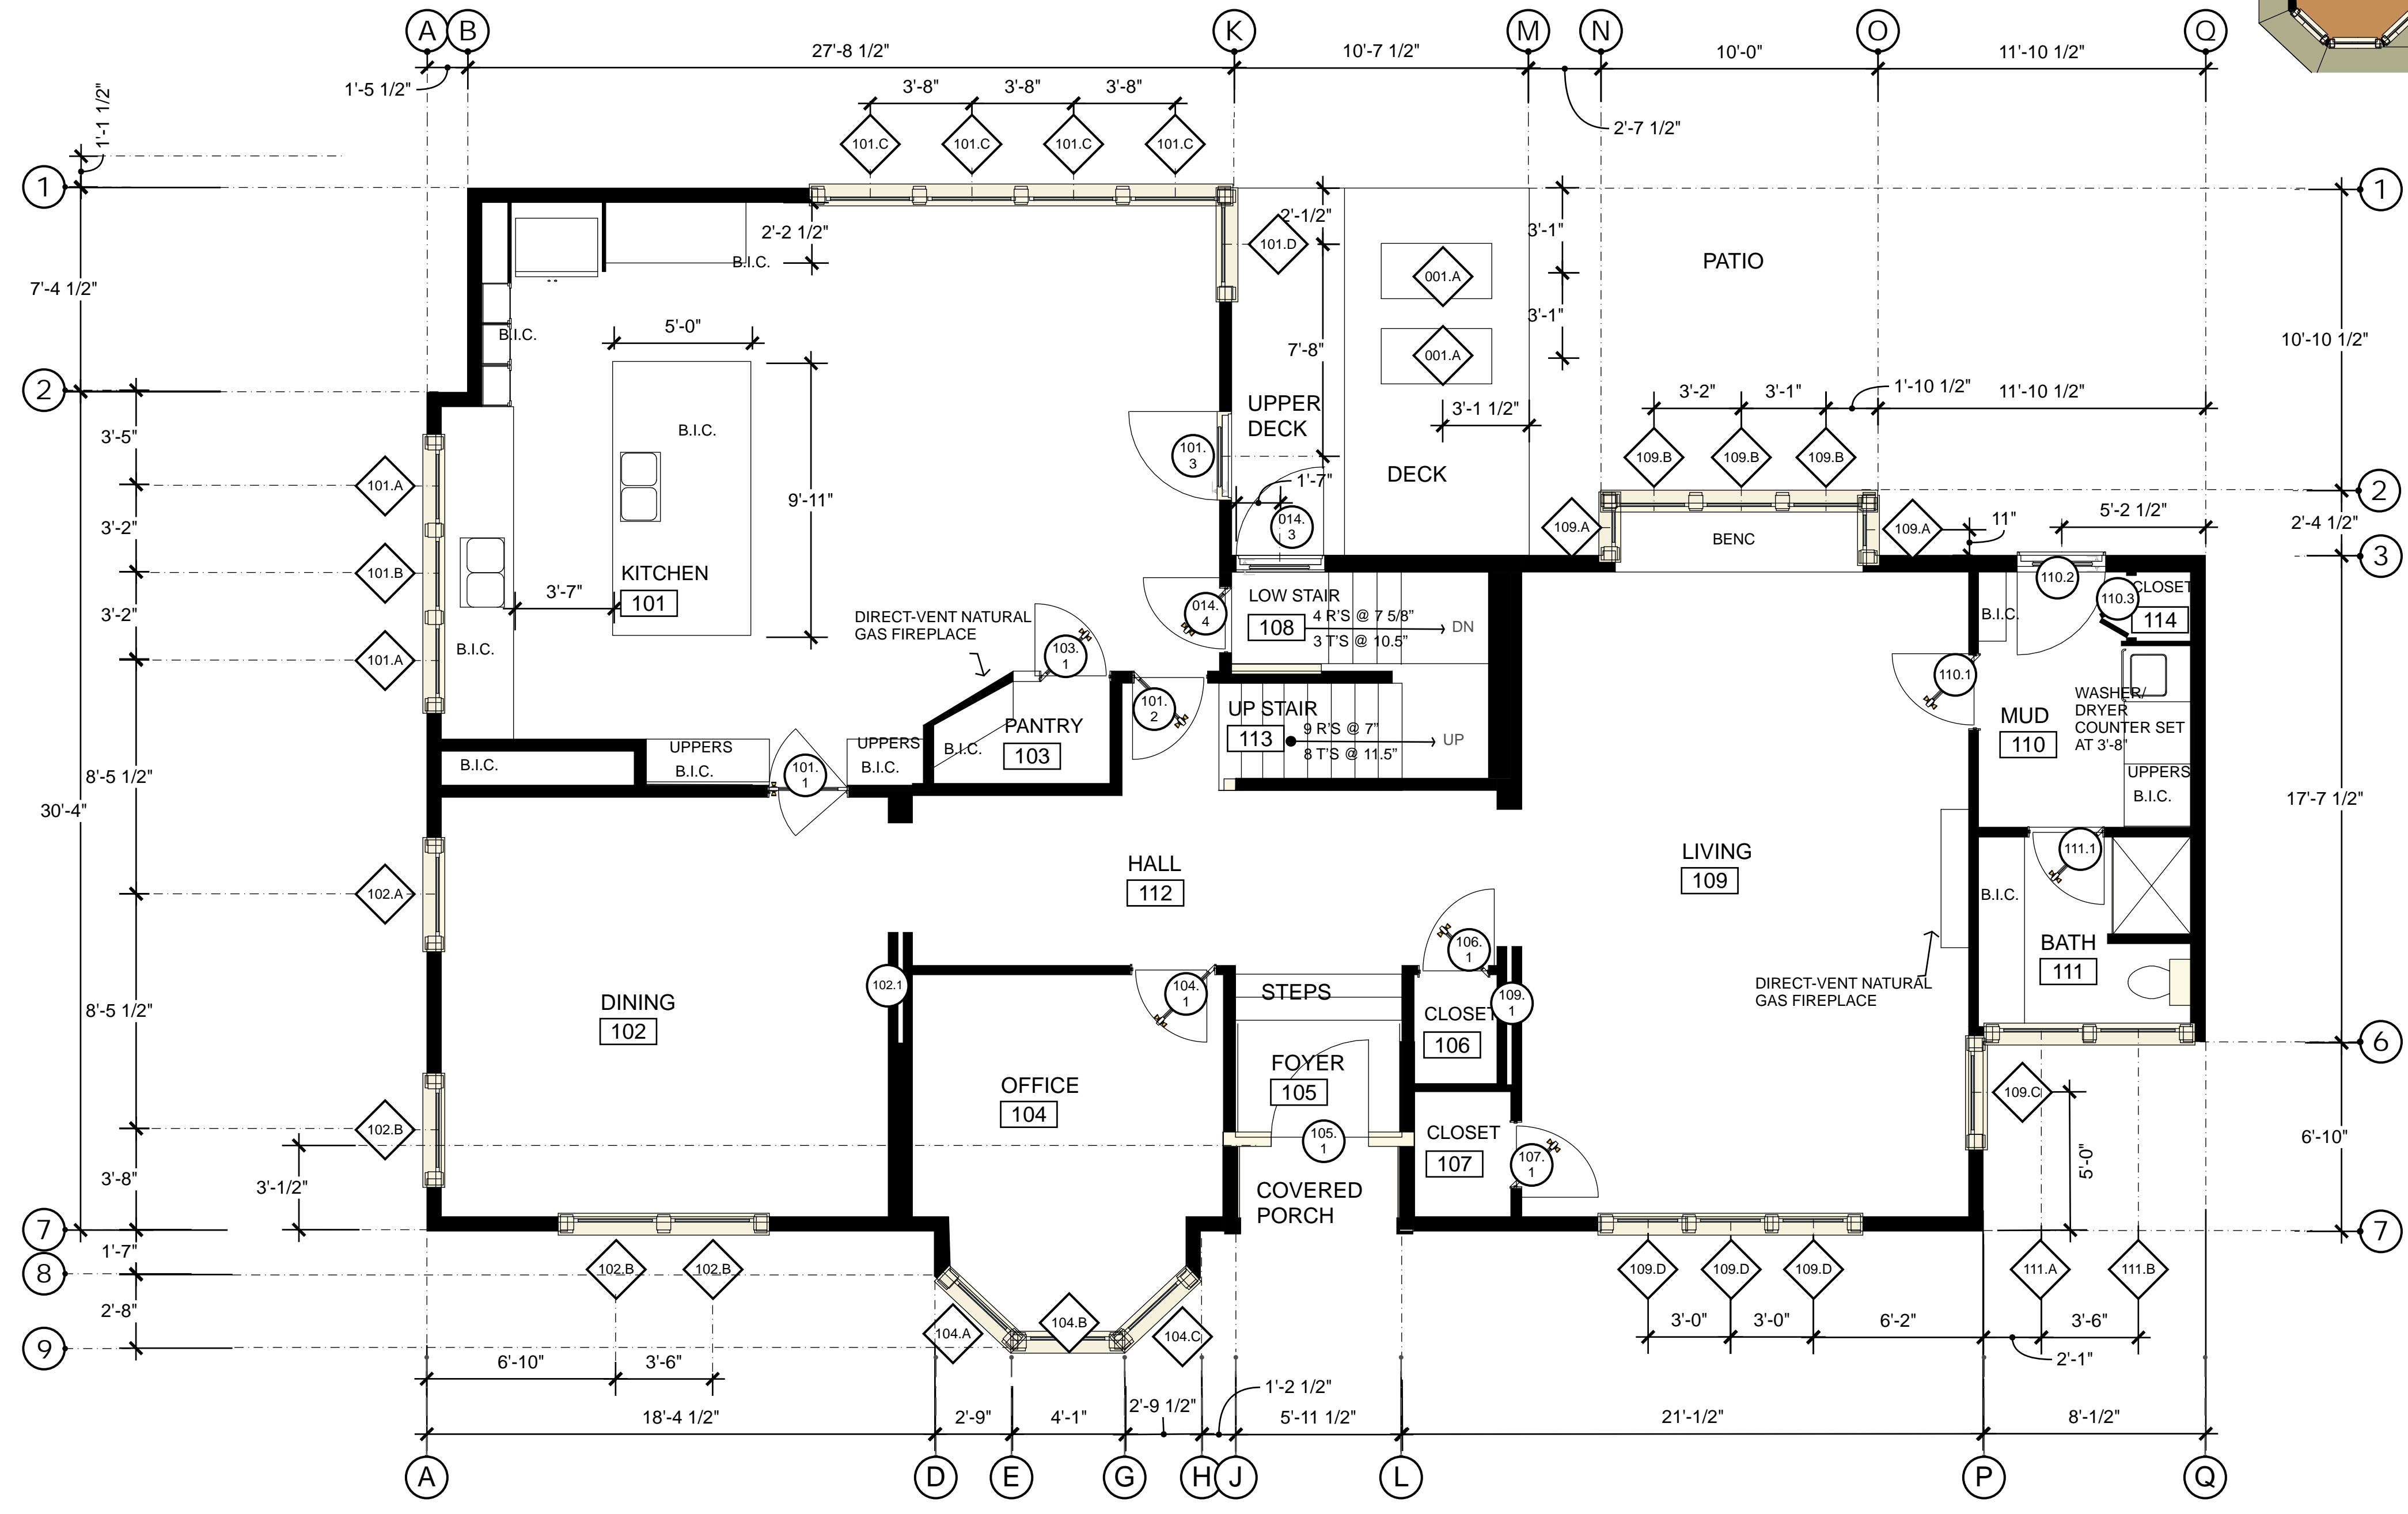 A B K M N O Q
27'-8 1/2" 10'-7 1/2" 10'-0" 11'-10 1/2"
1'-5 1/2" 3'-8" 3'-8" 3'-8" 2'-7 1/2"
1'-1 1/2"
101.C 101.C 101.C 101.C
1 1
2'-2 1/2" B.I.C. 101.D 2'-1/2" 3'-1" PATIO
7'-4 1/2" 001.A
B.I.C. 5'-0" 7'-8" 3'-1" 10'-10 1/2"
001.A
2 3'-2" 3'-1" 1'-10 1/2" 11'-10 1/2"
UPPER
DECK
3'-1 1/2"
3'-5" B.I.C. 101.
3
109.B 109.B 109.B
101.A 9'-11" 1'-7" DECK 2
3'-2" 014.
3
109.A BENC 109.A 11" 5'-2 1/2" 2'-4 1/2"
3
101.B KITCHEN
101
3'-7"
3'-2" DIRECT-VENT NATURAL
GAS FIREPLACE
014.
4
LOW STAIR
108
4 R'S @ 7 5/8”
3 T'S @ 10.5”
DN
B.I.C. 110.2 110.3 CLOSET
114
101.A B.I.C. 103.
1
110.1
PANTRY
103
B.I.C.
101.
2
UP STAIR
113
9 R'S @ 7”
8 T'S @ 11.5”
UP
MUD
110
WASHER/
DRYER
COUNTER SET
AT 3'-8"
UPPERS
B.I.C.
8'-5 1/2" B.I.C. UPPERS
B.I.C.
101.
1
UPPERS
B.I.C.
30'-4" 17'-7 1/2"
102.A HALL
112
LIVING
109
111.1
B.I.C.
BATH
111
8'-5 1/2" DINING
102
102.1 104.
1
STEPS
106.
1
CLOSET
106
109.
1
DIRECT-VENT NATURAL
GAS FIREPLACE
6
OFFICE
104
FOYER
105
109.C
102.B 105.
1
CLOSET
107
107.
1
5'-0" 6'-10"
3'-8" 3'-1/2" COVERED
PORCH
7 7
1'-7" 102.B 102.B 109.D 109.D 109.D 111.A 111.B
8
2'-8" 104.A 104.B 104.C 3'-0" 3'-0" 6'-2" 3'-6"
9 2'-1"
6'-10" 3'-6" 1'-2 1/2"
18'-4 1/2" 2'-9" 4'-1" 2'-9 1/2" 5'-11 1/2" 21'-1/2" 8'-1/2"
A D E G H J L P Q